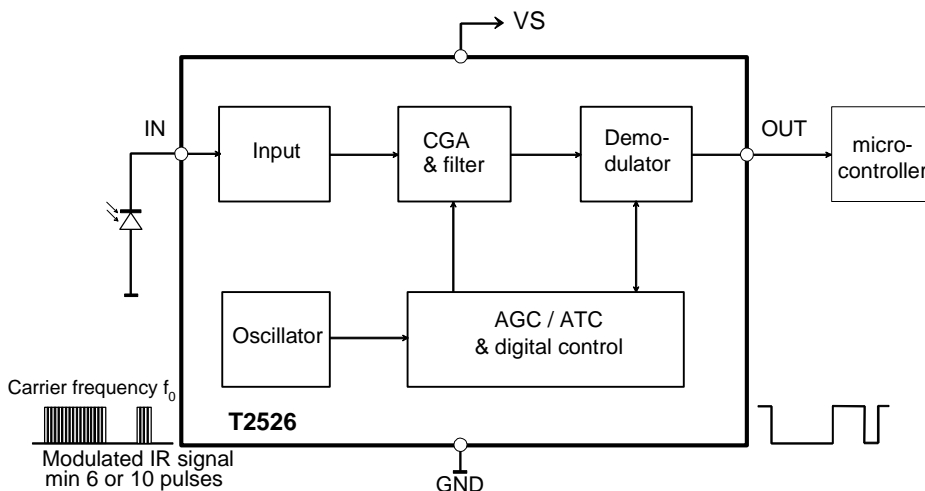 VS
IN
Input
CGA
& filter
Demo-
dulator
OUT
micro-
controller
Oscillator
AGC / ATC
& digital control
Carrier frequency f0
T2526
Modulated IR signal
min 6 or 10 pulses
GND